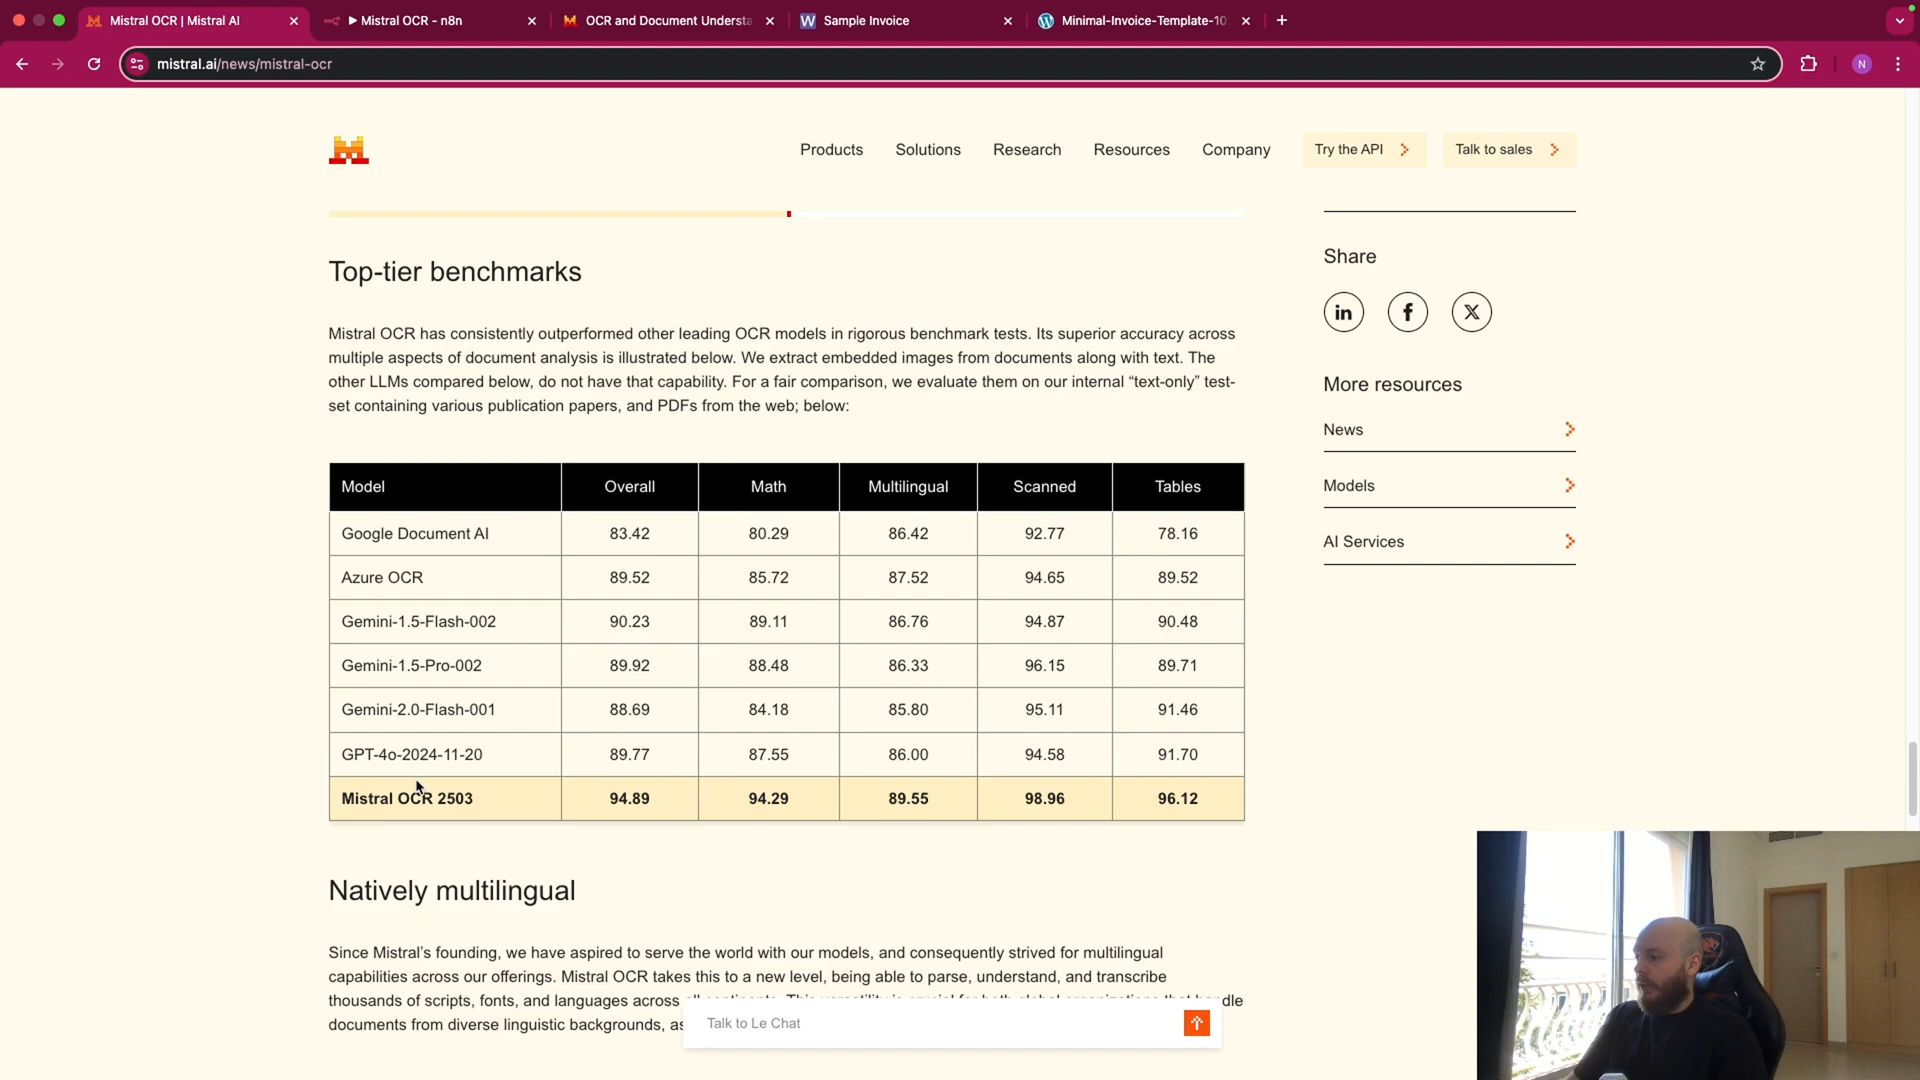 Mistral OCR | Mistral AI
▶ Mistral OCR - n8n
OCR and Document Understa
Sample Invoice
Minimal-Invoice-Template-10
mistral.ai/news/mistral-ocr
N
Products Solutions Research Resources Company Try the API Talk to sales
Top-tier benchmarks
Mistral OCR has consistently outperformed other leading OCR models in rigorous benchmark tests. Its superior accuracy across
multiple aspects of document analysis is illustrated below. We extract embedded images from documents along with text. The
other LLMs compared below, do not have that capability. For a fair comparison, we evaluate them on our internal “text-only” test-
set containing various publication papers, and PDFs from the web; below:
Model Overall Math Multilingual Scanned Tables
Google Document AI 83.42 80.29 86.42 92.77 78.16
Azure OCR 89.52 85.72 87.52 94.65 89.52
Gemini-1.5-Flash-002 90.23 89.11 86.76 94.87 90.48
Gemini-1.5-Pro-002 89.92 88.48 86.33 96.15 89.71
Gemini-2.0-Flash-001 88.69 84.18 85.80 95.11 91.46
GPT-4o-2024-11-20 89.77 87.55 86.00 94.58 91.70
Mistral OCR 2503 94.89 94.29 89.55 98.96 96.12
Natively multilingual
Since Mistral’s founding, we have aspired to serve the world with our models, and consequently strived for multilingual
capabilities across our offerings. Mistral OCR takes this to a new level, being able to parse, understand, and transcribe
thousands of scripts, fonts, and languages across
documents from diverse linguistic backgrounds, as
Talk to Le Chat
Share
in
f
X
More resources
News
Models
AI Services